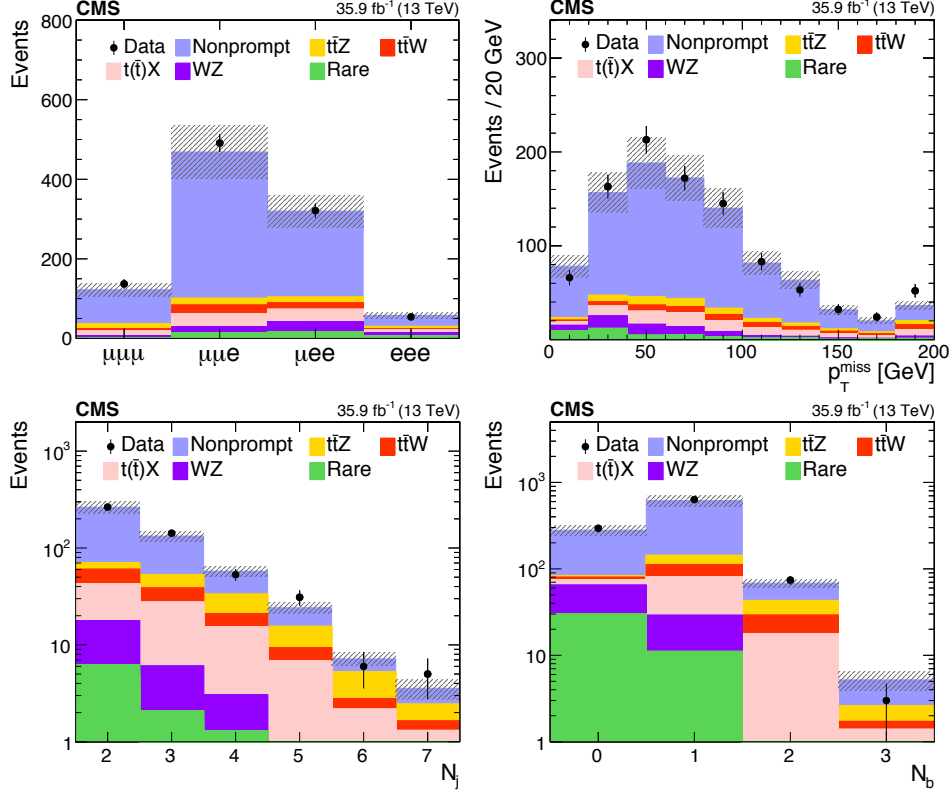 CMS 35.9 fb⁻¹ (13 TeV)
Events
800
600
400
200
0
Data Nonprompt tt̄Z tt̄W
t(t̄)X WZ Rare
μμμ μμe μee eee
CMS 35.9 fb⁻¹ (13 TeV)
Events / 20 GeV
320
240
160
80
0
Data Nonprompt tt̄Z tt̄W
t(t̄)X WZ Rare
0 50 100 150 200
p_T^miss [GeV]
CMS 35.9 fb⁻¹ (13 TeV)
Events
10³
10²
10
1
Data Nonprompt tt̄Z tt̄W
t(t̄)X WZ Rare
2 3 4 5 6 7
N_j
CMS 35.9 fb⁻¹ (13 TeV)
Events
10³
10²
10
1
Data Nonprompt tt̄Z tt̄W
t(t̄)X WZ Rare
0 1 2 3
N_b